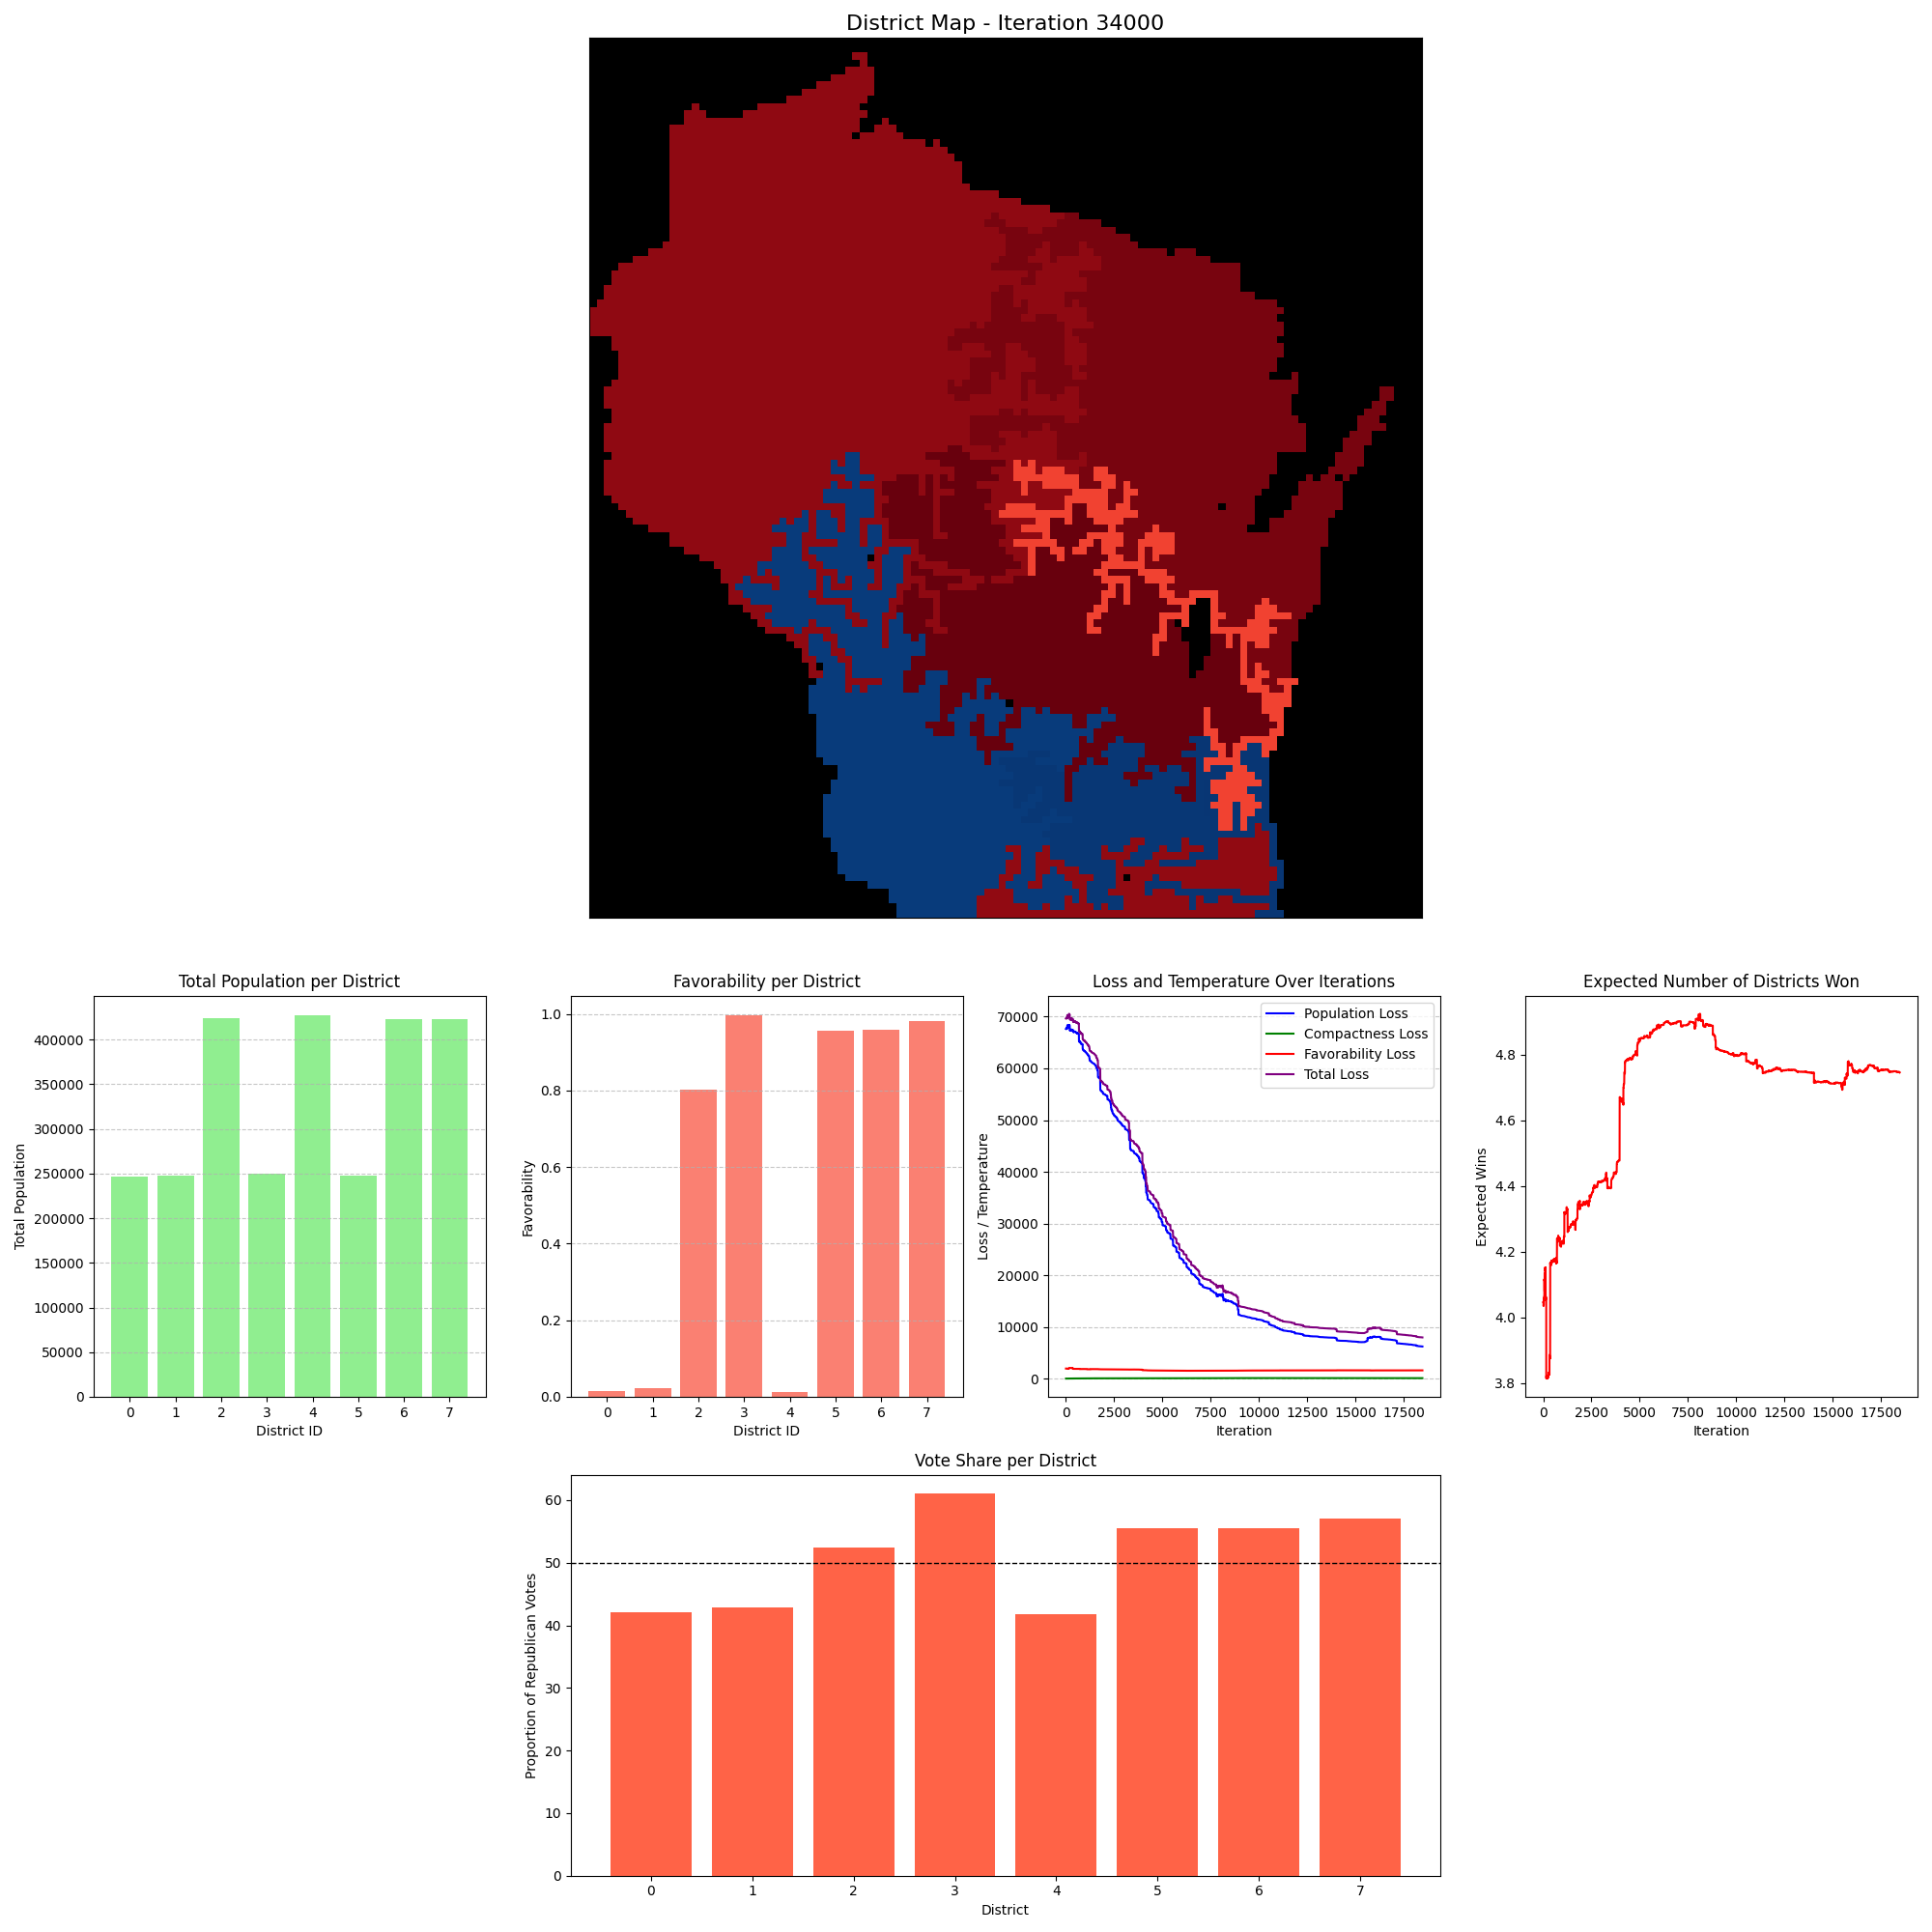 District Map - Iteration 34000
Total Population per District
Total Population
400000
350000
300000
250000
200000
150000
100000
50000
0
0 1 2 3 4 5 6 7
District ID
Favorability per District
Favorability
1.0
0.8
0.6
0.4
0.2
0.0
0 1 2 3 4 5 6 7
District ID
Loss and Temperature Over Iterations
Loss / Temperature
70000
60000
50000
40000
30000
20000
10000
0
Population Loss
Compactness Loss
Favorability Loss
Total Loss
0 2500 5000 7500 10000 12500 15000 17500
Iteration
Expected Number of Districts Won
Expected Wins
4.8
4.6
4.4
4.2
4.0
3.8
0 2500 5000 7500 10000 12500 15000 17500
Iteration
Vote Share per District
Proportion of Republican Votes
60
50
40
30
20
10
0
0 1 2 3 4 5 6 7
District